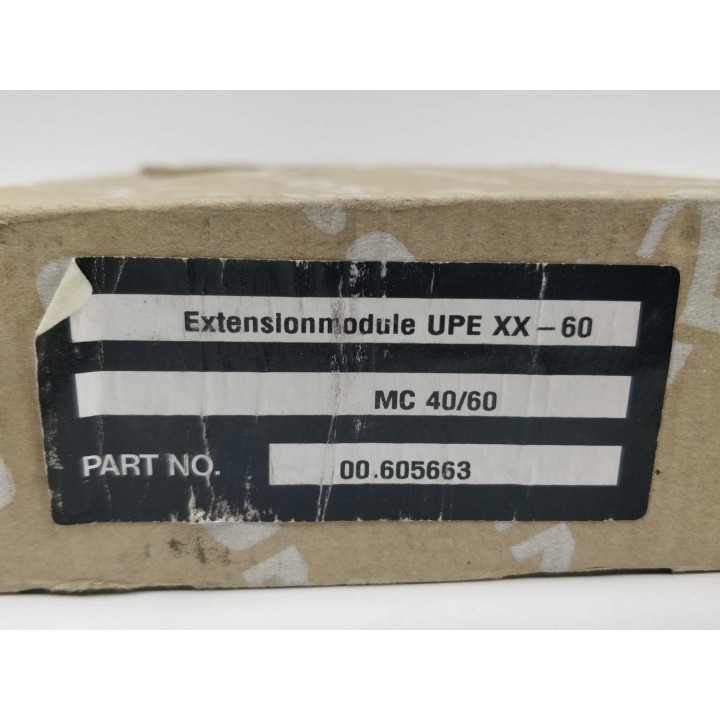 Extensionmodule UPE XX-60
MC 40/60
PART NO. 00.605663